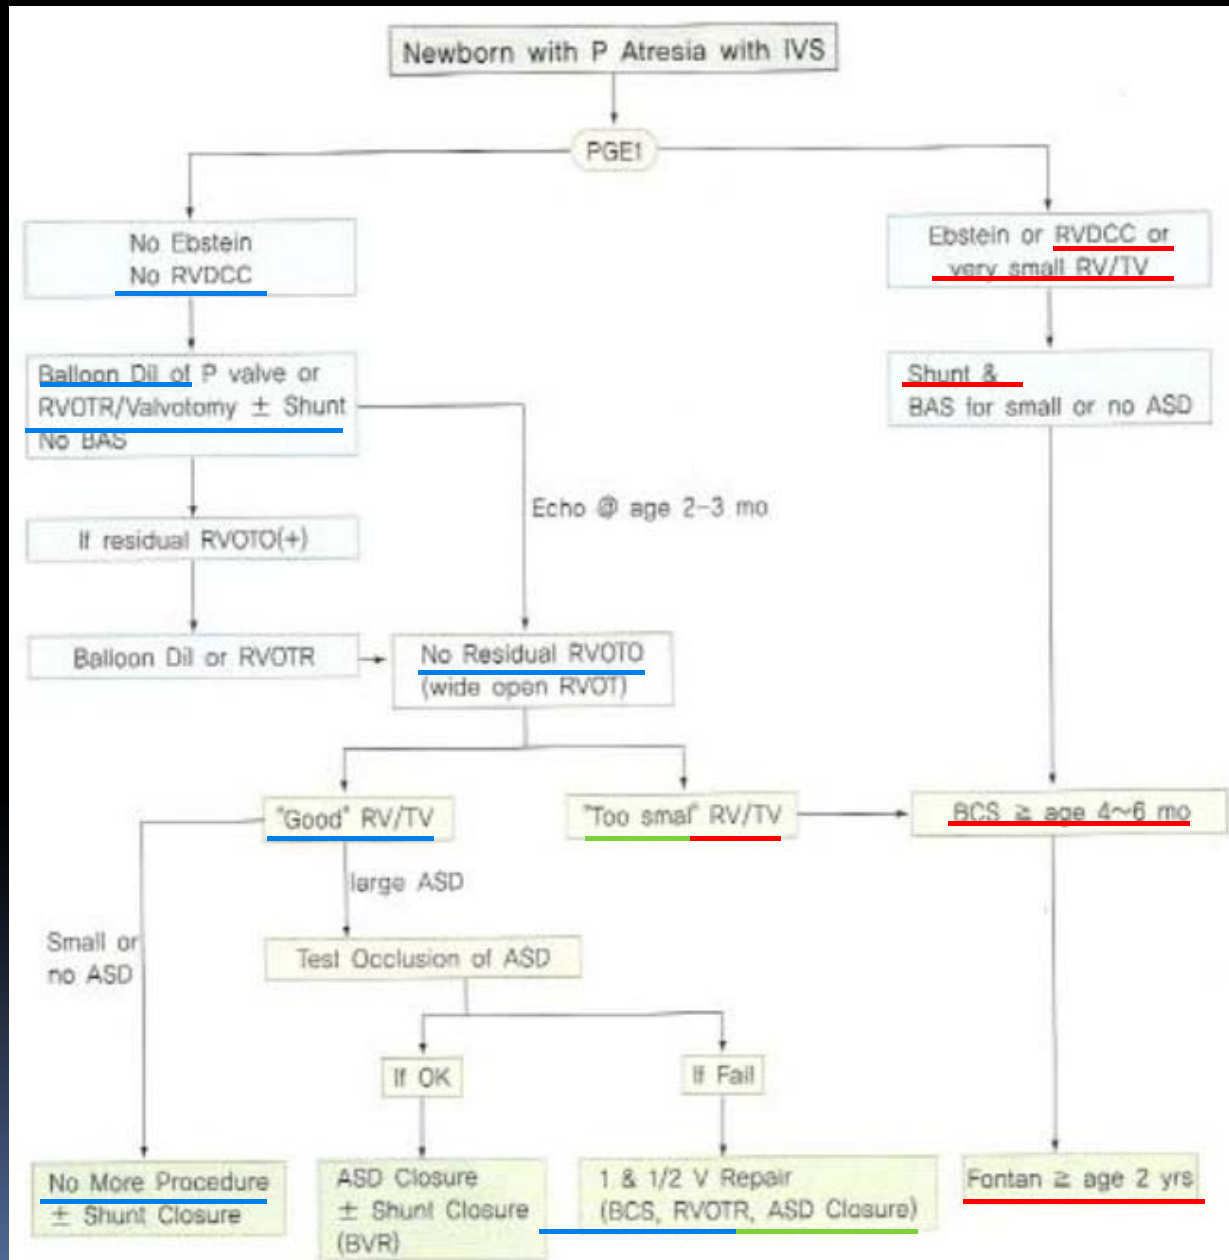 Newborn with P Atresia with IVS
PGE1
No Ebstein
No RVDCC
Ebstein or RVDCC or
very small RV/TV
Balloon Dil of P valve or
RVOTR/Valvotomy ± Shunt
No BAS
Shunt &
BAS for small or no ASD
Echo @ age 2-3 mo
If residual RVOTO(+)
Balloon Dil or RVOTR
No Residual RVOTO
(wide open RVOT)
"Good" RV/TV
"Too smal" RV/TV
BCS ≥ age 4~6 mo
large ASD
Small or
no ASD
Test Occlusion of ASD
If OK
If Fail
No More Procedure
± Shunt Closure
ASD Closure
± Shunt Closure
(BVR)
1 & 1/2 V Repair
(BCS, RVOTR, ASD Closure)
Fontan ≥ age 2 yrs